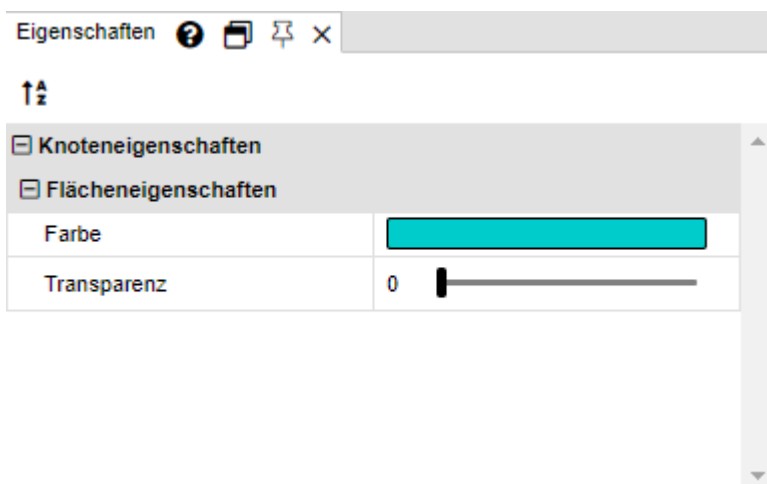 Eigenschaften
Knoteneigenschaften
Flächeneigenschaften
Farbe
Transparenz 0